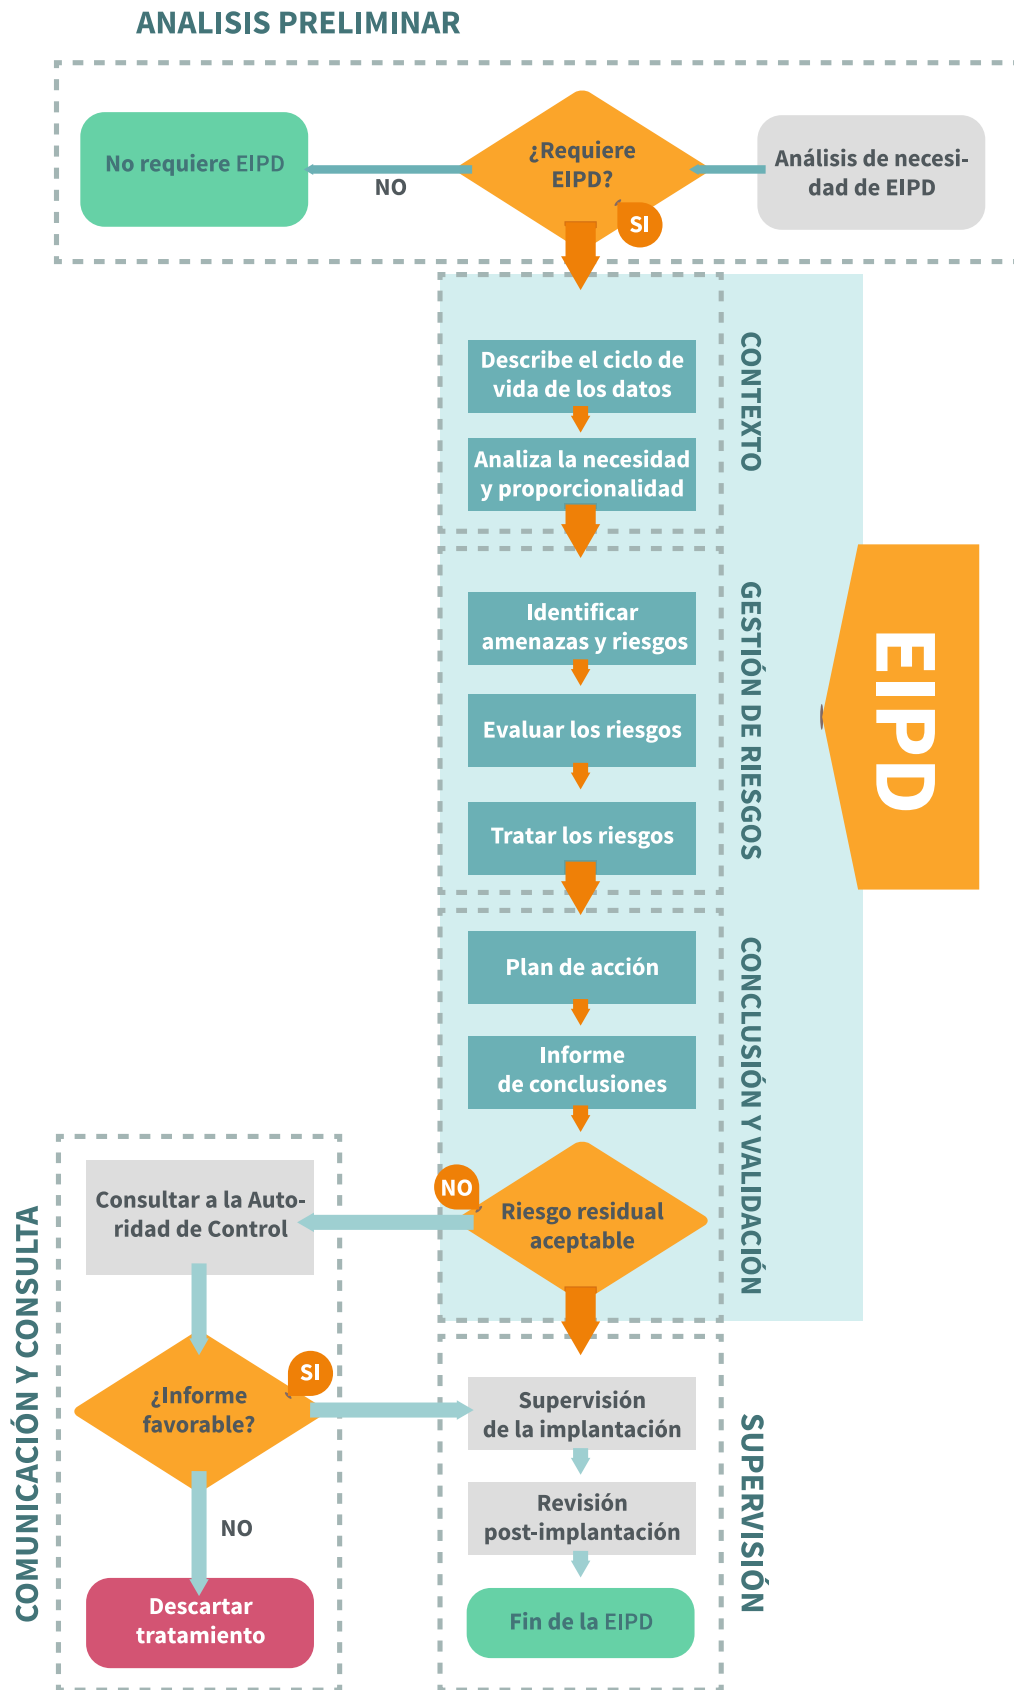 ANALISIS PRELIMINAR
No requiere EIPD
NO
¿Requiere
EIPD?
SI
Análisis de necesi-
dad de EIPD
CONTEXTO
Describe el ciclo de
vida de los datos
Analiza la necesidad
y proporcionalidad
GESTIÓN DE RIESGOS
Identificar
amenazas y riesgos
Evaluar los riesgos
Tratar los riesgos
EIPD
CONCLUSIÓN Y VALIDACIÓN
Plan de acción
Informe
de conclusiones
NO
Riesgo residual
aceptable
COMUNICACIÓN Y CONSULTA
Consultar a la Auto-
ridad de Control
¿Informe
favorable?
SI
NO
Descartar
tratamiento
SUPERVISIÓN
Supervisión
de la implantación
Revisión
post-implantación
Fin de la EIPD